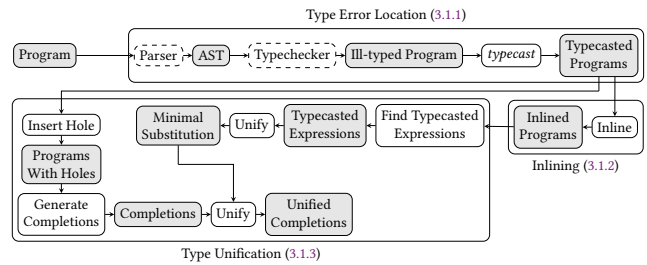 Type Error Location (3.1.1)
Program
Parser
AST
Typechecker
Ill-typed Program
typecast
Typecasted
Programs
Insert Hole
Minimal
Substitution
Unify
Typecasted
Expressions
Find Typecasted
Expressions
Inlined
Programs
Inline
Programs
With Holes
Inlining (3.1.2)
Generate
Completions
Completions
Unify
Unified
Completions
Type Unification (3.1.3)